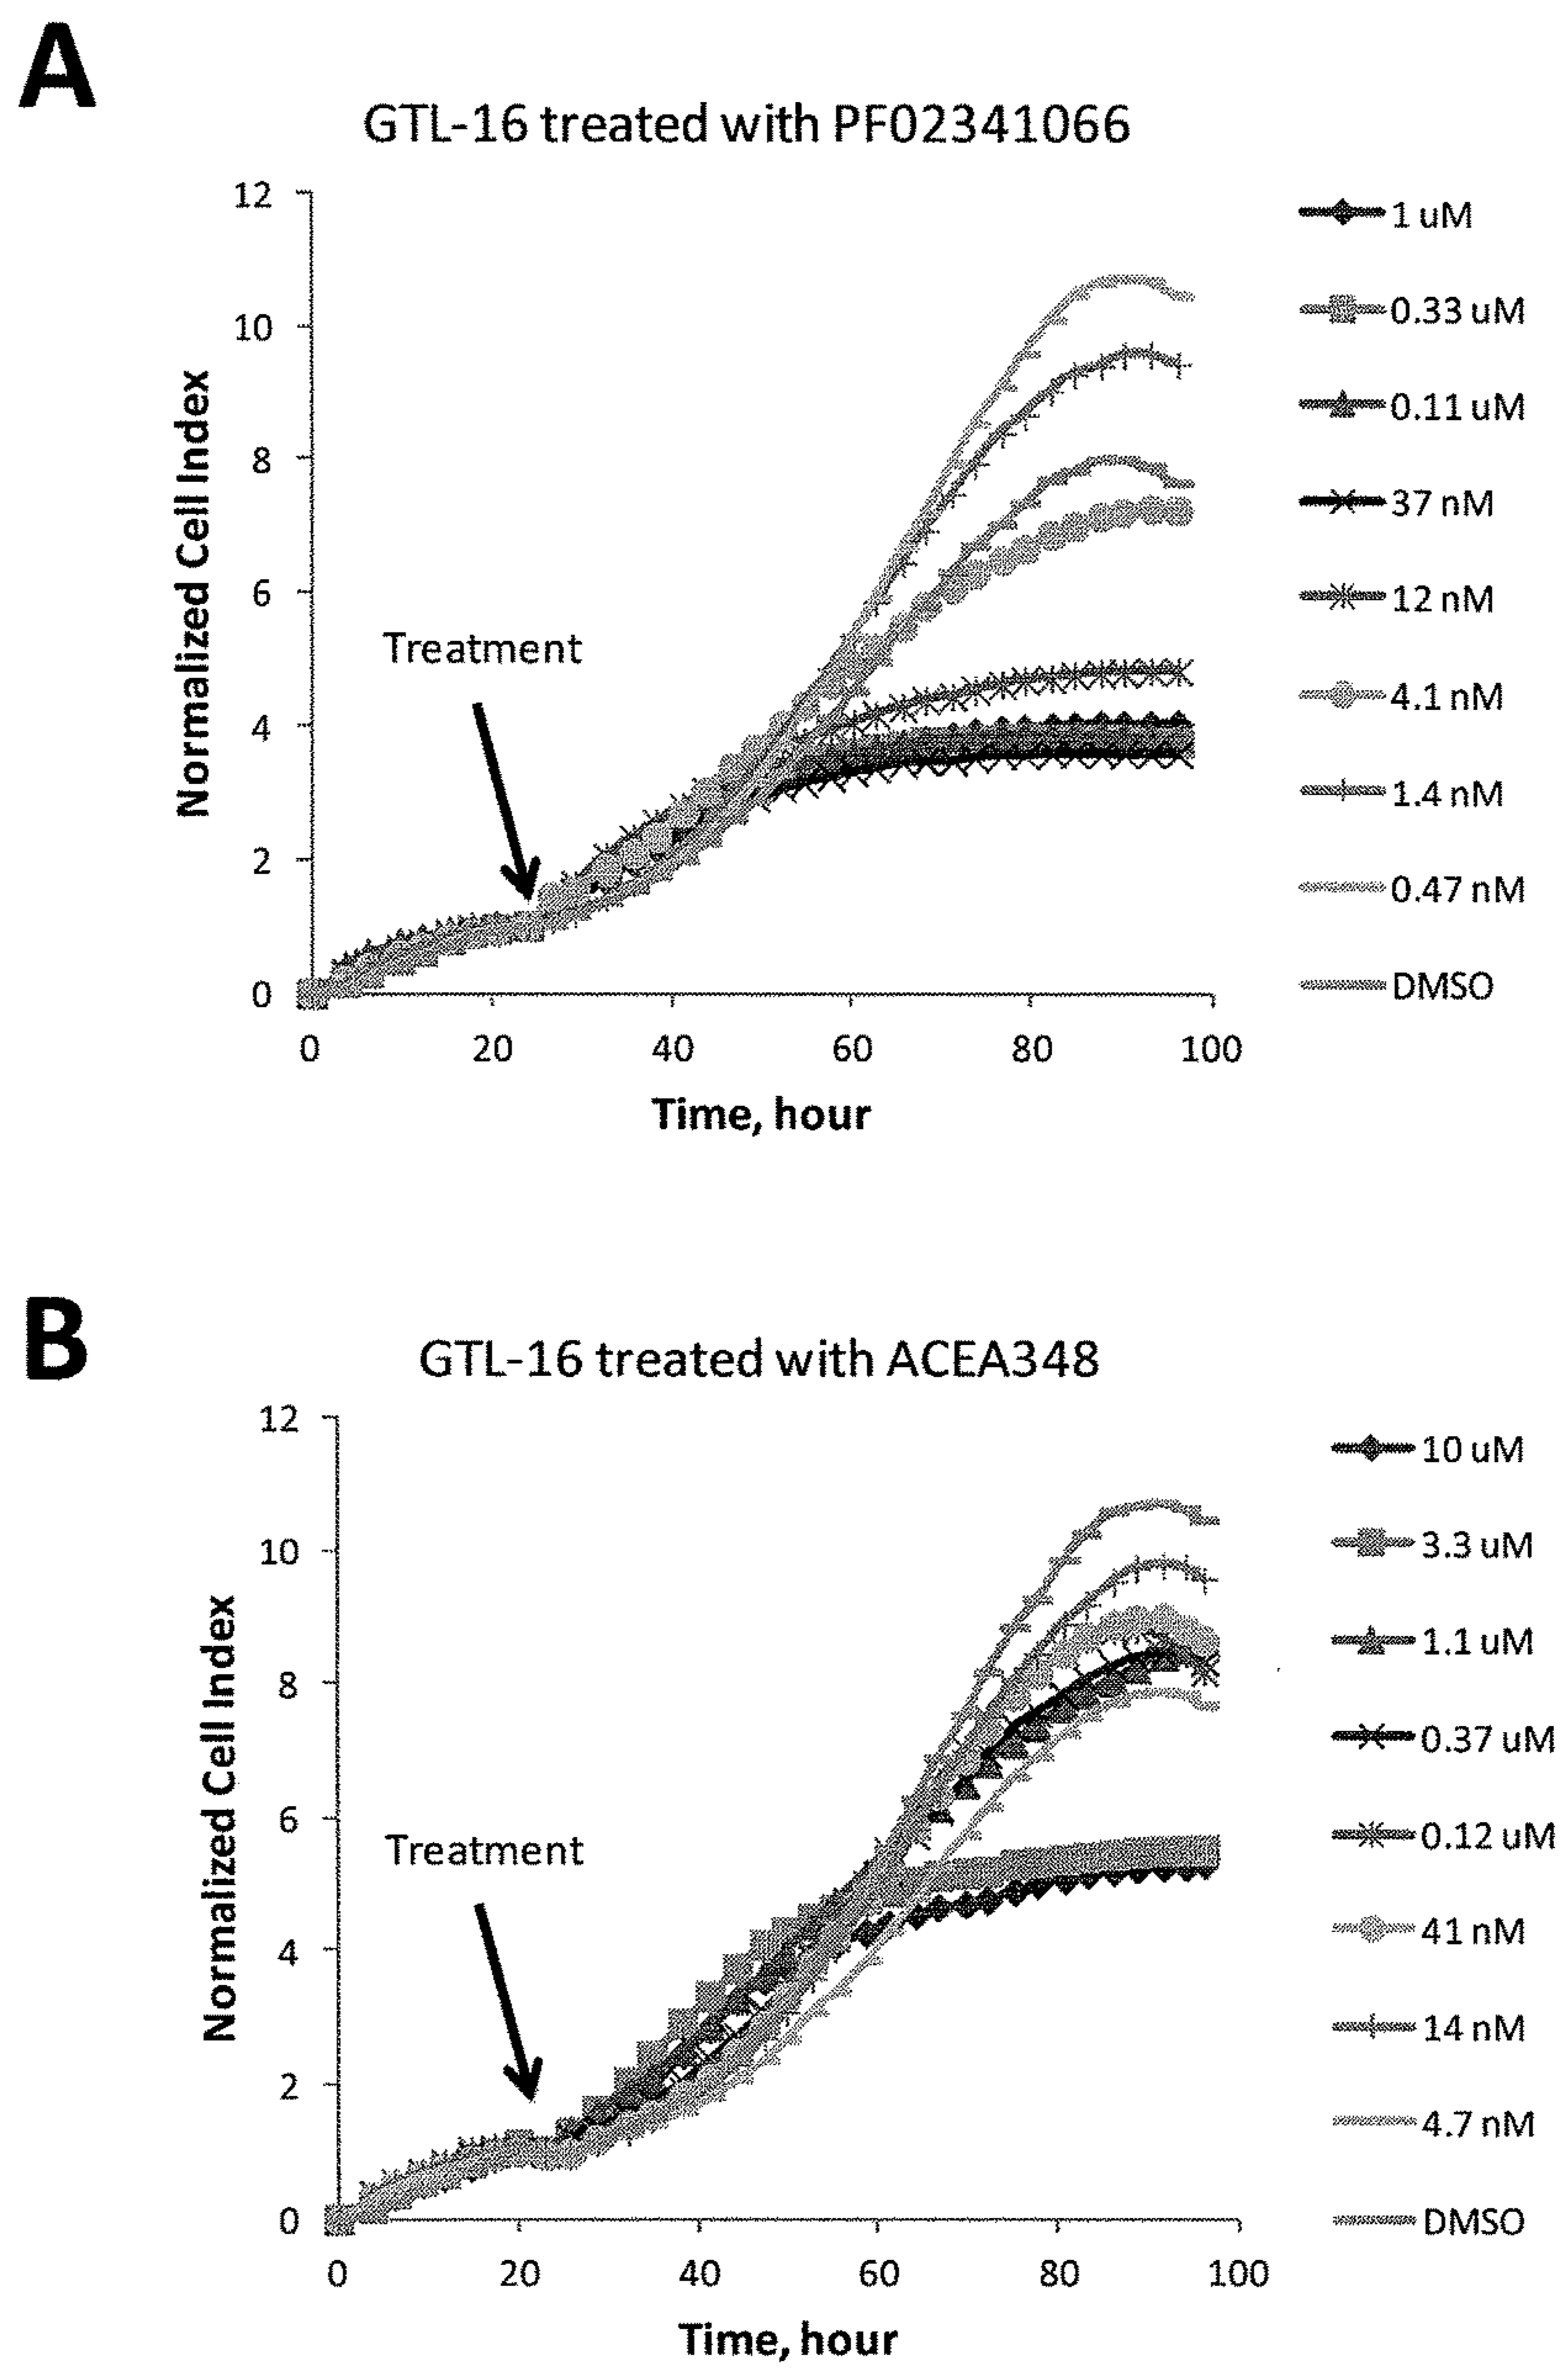 A
GTL-16 treated with PF02341066
12
10
8
6
4
2
0
Normalized Cell Index
Treatment
0 20 40 60 80 100
Time, hour
1 uM
0.33 uM
0.11 uM
37 nM
12 nM
4.1 nM
1.4 nM
0.47 nM
DMSO
B
GTL-16 treated with ACEA348
12
10
8
6
4
2
0
Normalized Cell Index
Treatment
0 20 40 60 80 100
Time, hour
10 uM
3.3 uM
1.1 uM
0.37 uM
0.12 uM
41 nM
14 nM
4.7 nM
DMSO